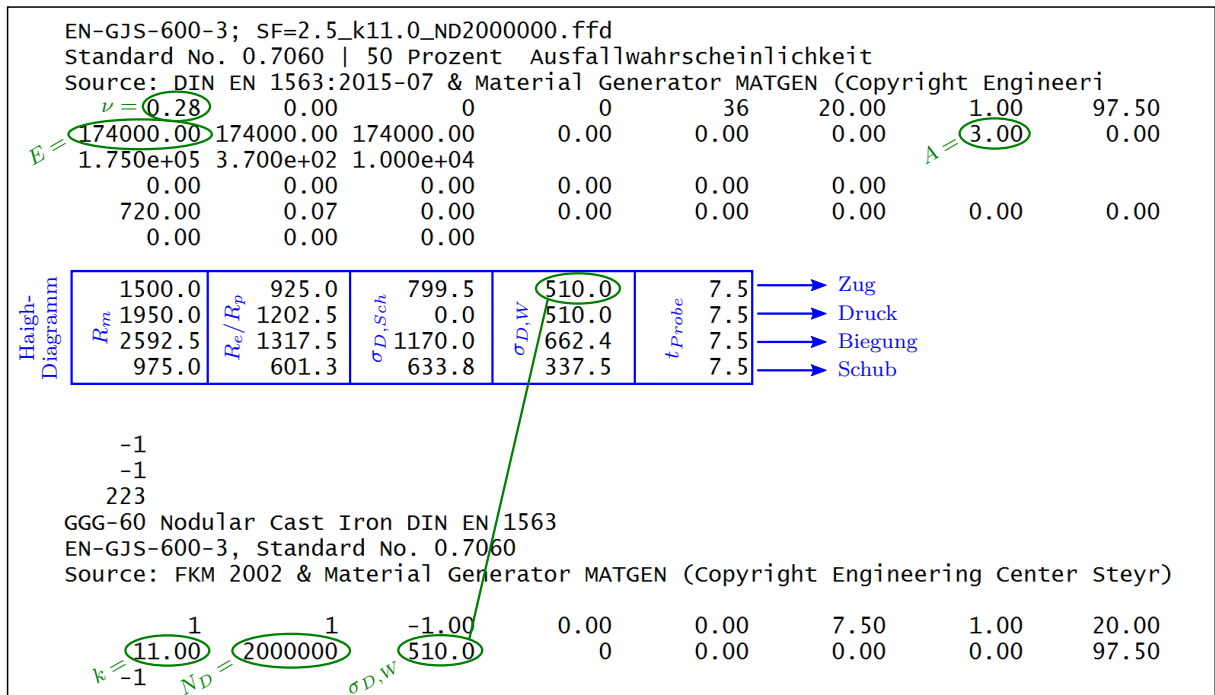 EN-GJS-600-3; SF=2.5_k11.0_ND2000000.ffd
Standard No. 0.7060 | 50 Prozent  Ausfallwahrscheinlichkeit
Source: DIN EN 1563:2015-07 & Material Generator MATGEN (Copyright Engineeri
ν = 0.28 0.00 0 0 36 20.00 1.00 97.50
E = 174000.00 174000.00 174000.00 0.00 0.00 0.00 A = 3.00 0.00
1.750e+05 3.700e+02 1.000e+04
0.00 0.00 0.00 0.00 0.00 0.00
720.00 0.07 0.00 0.00 0.00 0.00 0.00 0.00
0.00 0.00 0.00
Haigh-
Diagramm
R_m R_e/R_p σ_{D,Sch} σ_{D,W} t_{Probe}
1500.0 925.0 799.5 510.0 7.5 Zug
1950.0 1202.5 0.0 510.0 7.5 Druck
2592.5 1317.5 1170.0 662.4 7.5 Biegung
975.0 601.3 633.8 337.5 7.5 Schub
-1
-1
223
GGG-60 Nodular Cast Iron DIN EN 1563
EN-GJS-600-3, Standard No. 0.7060
Source: FKM 2002 & Material Generator MATGEN (Copyright Engineering Center Steyr)
1 1 -1.00 0.00 0.00 7.50 1.00 20.00
k = 11.00 N_D = 2000000 σ_{D,W} 510.0 0 0.00 0.00 0.00 97.50
-1